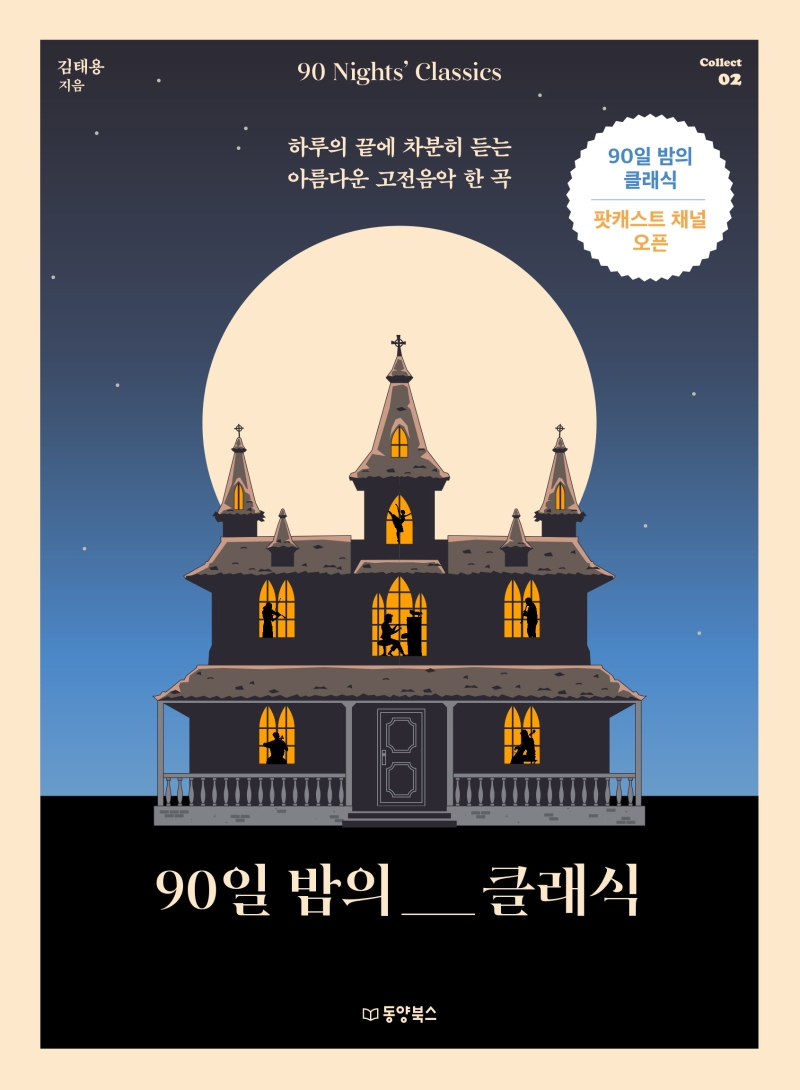 김태용
지음
90 Nights’ Classics
Collect
02
하루의 끝에 차분히 듣는
아름다운 고전음악 한 곡
90일 밤의
클래식
팟캐스트 채널
오픈
90일 밤의 __ 클래식
동양북스